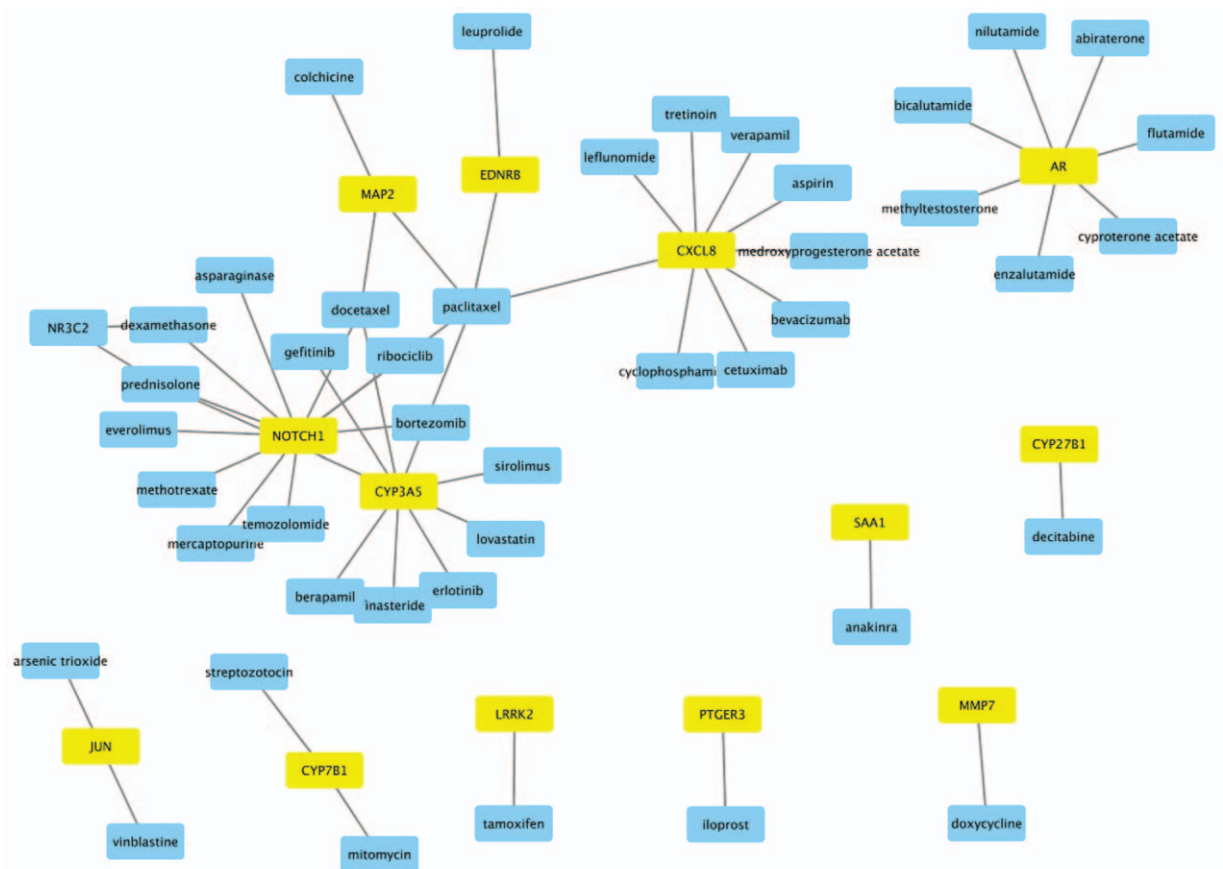 leuprolide
nilutamide
abiraterone
colchicine
bicalutamide
tretinoin
verapamil
flutamide
leflunomide
EDNRB
AR
aspirin
MAP2
methyltestosterone
cyproterone acetate
CXCL8
medroxyprogesterone acetate
asparaginase
enzalutamide
docetaxel
paclitaxel
bevacizumab
NR3C2
dexamethasone
gefitinib
ribociclib
cyclophosphami
cetuximab
prednisolone
everolimus
NOTCH1
bortezomib
CYP27B1
sirolimus
methotrexate
CYP3A5
SAA1
temozolomide
mercaptopurine
lovastatin
decitabine
berapamil
inasteride
erlotinib
anakinra
arsenic trioxide
streptozotocin
LRRK2
PTGER3
MMP7
JUN
CYP7B1
tamoxifen
iloprost
doxycycline
vinblastine
mitomycin